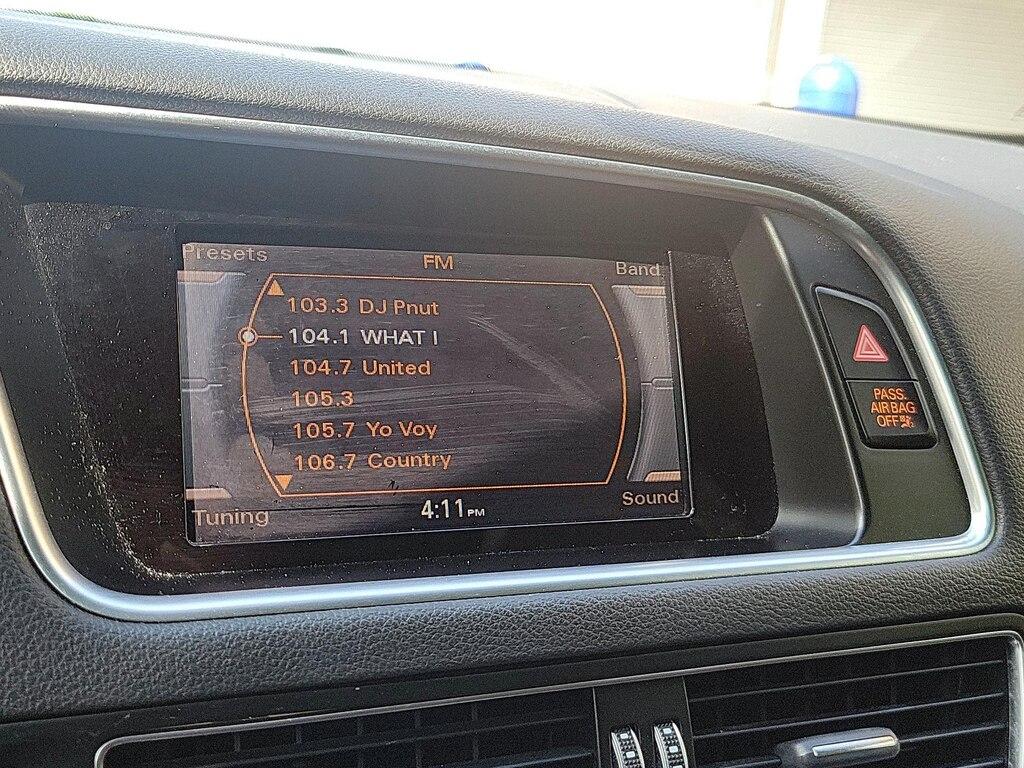 Presets
FM
Band
103.3 DJ Pnut
104.1 WHAT I
104.7 United
105.3
105.7 Yo Voy
106.7 Country
Tuning
4:11 PM
Sound
PASS.
AIR BAG
OFF